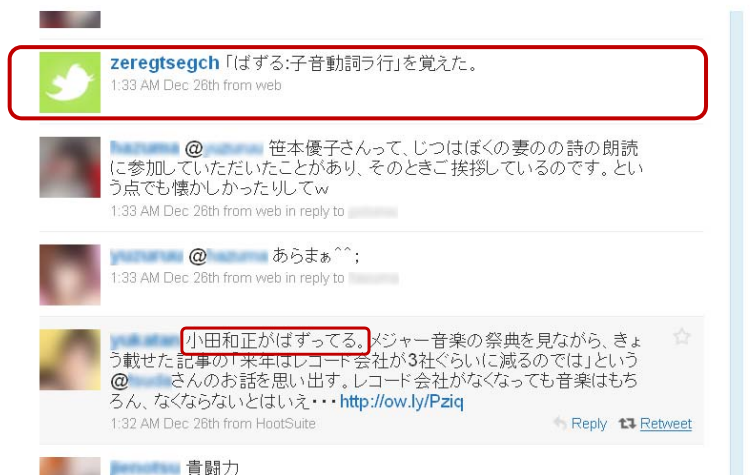 zeregtsegch 「ばずる:子音動詞ラ行」を覚えた。
1:33 AM Dec 26th from web
@ 笹本優子さんって、じつはぼくの妻のの詩の朗読
に参加していただいたことがあり、そのときご挨拶しているのです。とい
う点でも懐かしかったりしてw
1:33 AM Dec 26th from web in reply to
@ あらまぁ^^;
1:33 AM Dec 26th from web in reply to
小田和正がばずってる。メジャー音楽の祭典を見ながら、きょ
う載せた記事の「来年はレコード会社が3社ぐらいに減るのでは」という
@ さんのお話を思い出す。レコード会社がなくなっても音楽はもち
ろん、なくならないとはいえ・・・http://ow.ly/Pziq
1:32 AM Dec 26th from HootSuite Reply Retweet
貴闘力